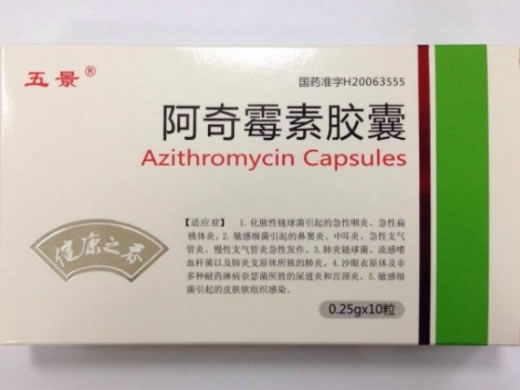 五景®
国药准字H20063555
阿奇霉素胶囊
Azithromycin Capsules
【适应症】 1. 化脓性链球菌引起的急性咽炎、急性扁
桃体炎。2. 敏感细菌引起的鼻窦炎、中耳炎、急性支气
管炎、慢性支气管炎急性发作。3. 肺炎链球菌、流感嗜
血杆菌以及肺炎支原体所致的肺炎。4. 沙眼衣原体及非
多种耐药淋病奈瑟菌所致的尿道炎和宫颈炎。5. 敏感细
菌引起的皮肤软组织感染。
健康之春
0.25gx10粒